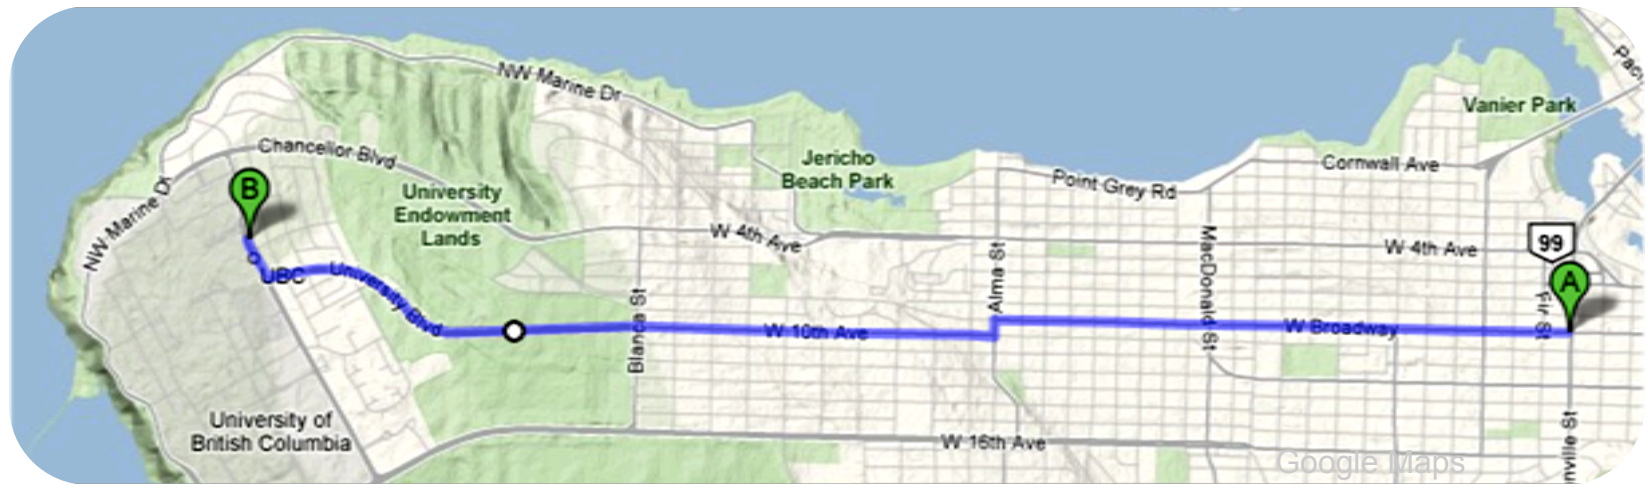 NW Marine Dr
Vanier Park
Chancellor Blvd
Jericho
Beach Park
Cornwall Ave
B
University
Endowment
Lands
Point Grey Rd
NW Marine Dr
W 4th Ave
W 4th Ave
99
Alma St
MacDonald St
A
UBC
University Blvd
Blanca St
Fir St
W 10th Ave
W Broadway
University of
British Columbia
W 16th Ave
Google Maps